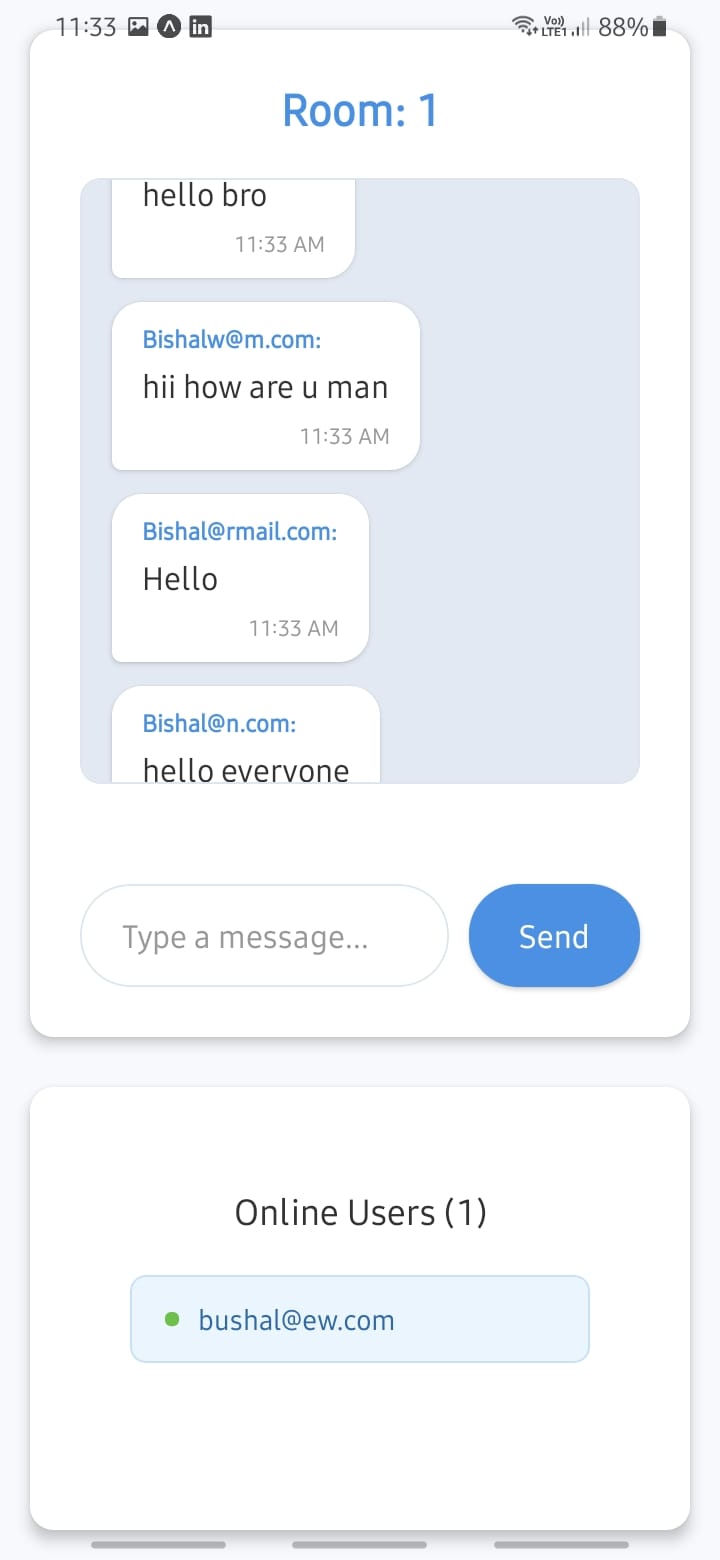 11:33
Vo))
LTE1
88%
Room: 1
hello bro
11:33 AM
Bishalw@m.com:
hii how are u man
11:33 AM
Bishal@rmail.com:
Hello
11:33 AM
Bishal@n.com:
hello everyone
Type a message...
Send
Online Users (1)
bushal@ew.com